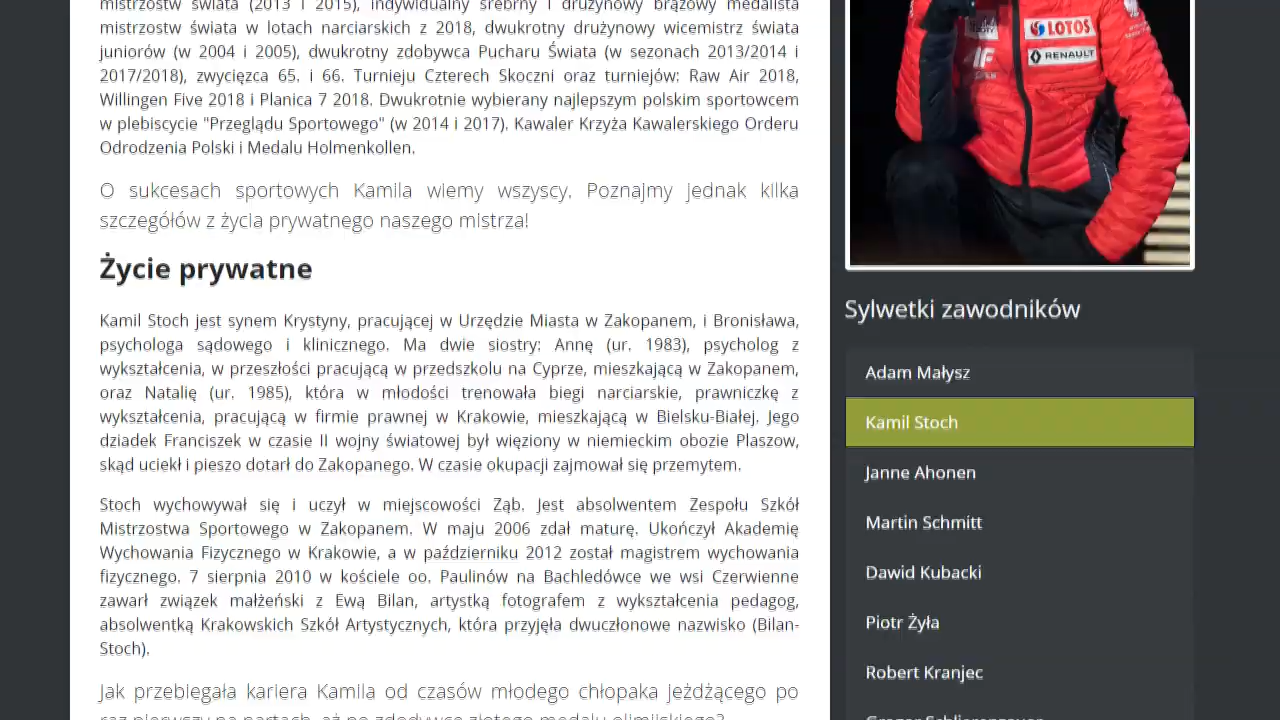 mistrzostw świata (2013 i 2015), indywidualny srebrny i drużynowy brązowy medalista
mistrzostw świata w lotach narciarskich z 2018, dwukrotny drużynowy wicemistrz świata
juniorów (w 2004 i 2005), dwukrotny zdobywca Pucharu Świata (w sezonach 2013/2014 i
2017/2018), zwycięzca 65. i 66. Turnieju Czterech Skoczni oraz turniejów: Raw Air 2018,
Willingen Five 2018 i Planica 7 2018. Dwukrotnie wybierany najlepszym polskim sportowcem
w plebiscycie "Przeglądu Sportowego" (w 2014 i 2017). Kawaler Krzyża Kawalerskiego Orderu
Odrodzenia Polski i Medalu Holmenkollen.
O sukcesach sportowych Kamila wiemy wszyscy. Poznajmy jednak kilka
szczegółów z życia prywatnego naszego mistrza!
Życie prywatne
Kamil Stoch jest synem Krystyny, pracującej w Urzędzie Miasta w Zakopanem, i Bronisława,
psychologa sądowego i klinicznego. Ma dwie siostry: Annę (ur. 1983), psycholog z
wykształcenia, w przeszłości pracującą w przedszkolu na Cyprze, mieszkającą w Zakopanem,
oraz Natalię (ur. 1985), która w młodości trenowała biegi narciarskie, prawniczkę z
wykształcenia, pracującą w firmie prawnej w Krakowie, mieszkającą w Bielsku-Białej. Jego
dziadek Franciszek w czasie II wojny światowej był więziony w niemieckim obozie Plaszow,
skąd uciekł i pieszo dotarł do Zakopanego. W czasie okupacji zajmował się przemytem.
Stoch wychowywał się i uczył w miejscowości Ząb. Jest absolwentem Zespołu Szkół
Mistrzostwa Sportowego w Zakopanem. W maju 2006 zdał maturę. Ukończył Akademię
Wychowania Fizycznego w Krakowie, a w październiku 2012 został magistrem wychowania
fizycznego. 7 sierpnia 2010 w kościele oo. Paulinów na Bachledówce we wsi Czerwienne
zawarł związek małżeński z Ewą Bilan, artystką fotografem z wykształcenia pedagog,
absolwentką Krakowskich Szkół Artystycznych, która przyjęła dwuczłonowe nazwisko (Bilan-
Stoch).
Jak przebiegała kariera Kamila od czasów młodego chłopaka jeżdżącego po
raz pierwszy na nartach, aż po zdobywcę złotego medalu olimpijskiego?
LOTOS
RENAULT
Sylwetki zawodników
Adam Małysz
Kamil Stoch
Janne Ahonen
Martin Schmitt
Dawid Kubacki
Piotr Żyła
Robert Kranjec
Gregor Schlierenzauer